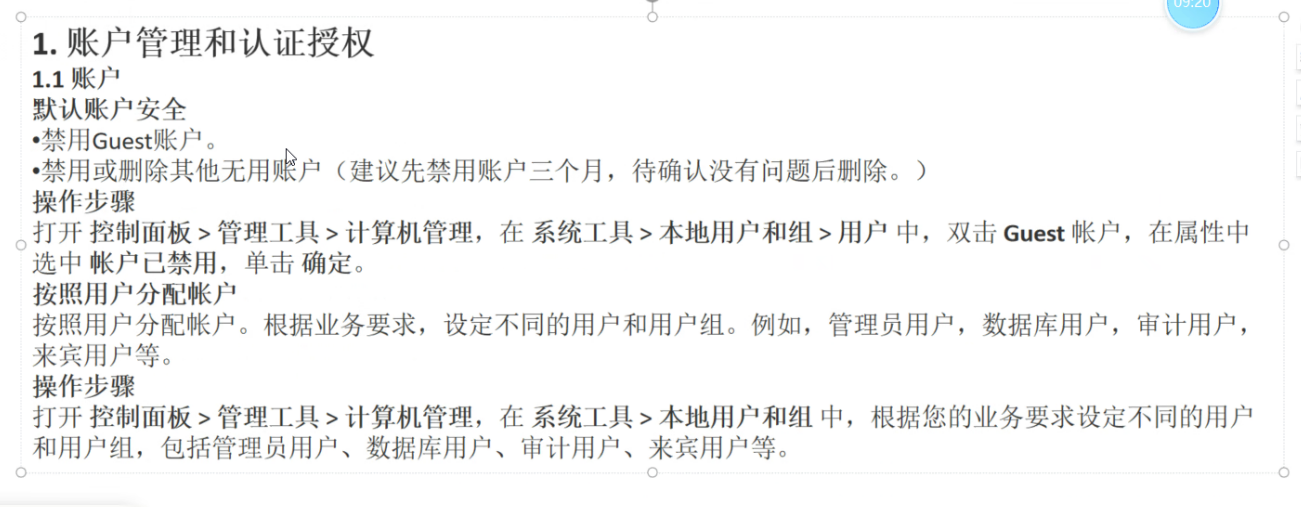 09:20
1. 账户管理和认证授权
1.1 账户
默认账户安全
•禁用Guest账户。
•禁用或删除其他无用账户（建议先禁用账户三个月，待确认没有问题后删除。）
操作步骤
打开 控制面板 > 管理工具 > 计算机管理，在 系统工具 > 本地用户和组 > 用户 中，双击 Guest 帐户，在属性中
选中 帐户已禁用，单击 确定。
按照用户分配帐户
按照用户分配帐户。根据业务要求，设定不同的用户和用户组。例如，管理员用户，数据库用户，审计用户，
来宾用户等。
操作步骤
打开 控制面板 > 管理工具 > 计算机管理，在 系统工具 > 本地用户和组 中，根据您的业务要求设定不同的用户
和用户组，包括管理员用户、数据库用户、审计用户、来宾用户等。